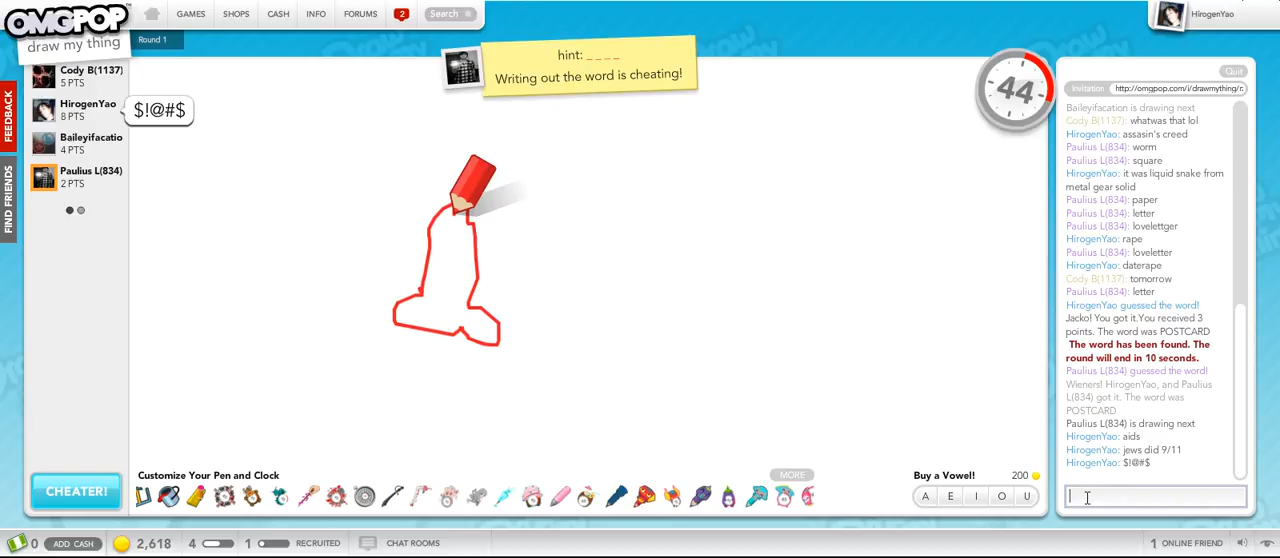 OMGPOP™
draw my thing
GAMES
SHOPS
CASH
INFO
FORUMS
2
Search
HirogenYao
Round 1
hint: _ _ _ _
Writing out the word is cheating!
44
FEEDBACK
FIND FRIENDS
Cody B(1137)
5 PTS
HirogenYao
8 PTS
$!@#$
Baileyifacatio
4 PTS
Paulius L(834)
2 PTS
Quit
Invitation http://omgpop.com/i/drawmything/r
Baileyifacation is drawing next
Cody B(1137): whatwas that lol
HirogenYao: assasin's creed
Paulius L(834): worm
Paulius L(834): square
HirogenYao: it was liquid snake from
metal gear solid
Paulius L(834): paper
Paulius L(834): letter
Paulius L(834): lovelettger
HirogenYao: rape
Paulius L(834): loveletter
HirogenYao: daterape
Cody B(1137): tomorrow
Paulius L(834): letter
HirogenYao guessed the word!
Jacko! You got it.You received 3
points. The word was POSTCARD
The word has been found. The
round will end in 10 seconds.
Paulius L(834) guessed the word!
Wieners! HirogenYao, and Paulius
L(834) got it. The word was
POSTCARD
Paulius L(834) is drawing next
HirogenYao: aids
HirogenYao: jews did 9/11
HirogenYao: $!@#$
Customize Your Pen and Clock
MORE
Buy a Vowel!
200
A E I O U
CHEATER!
0
ADD CASH
2,618
4
1
RECRUITED
CHAT ROOMS
1 ONLINE FRIEND